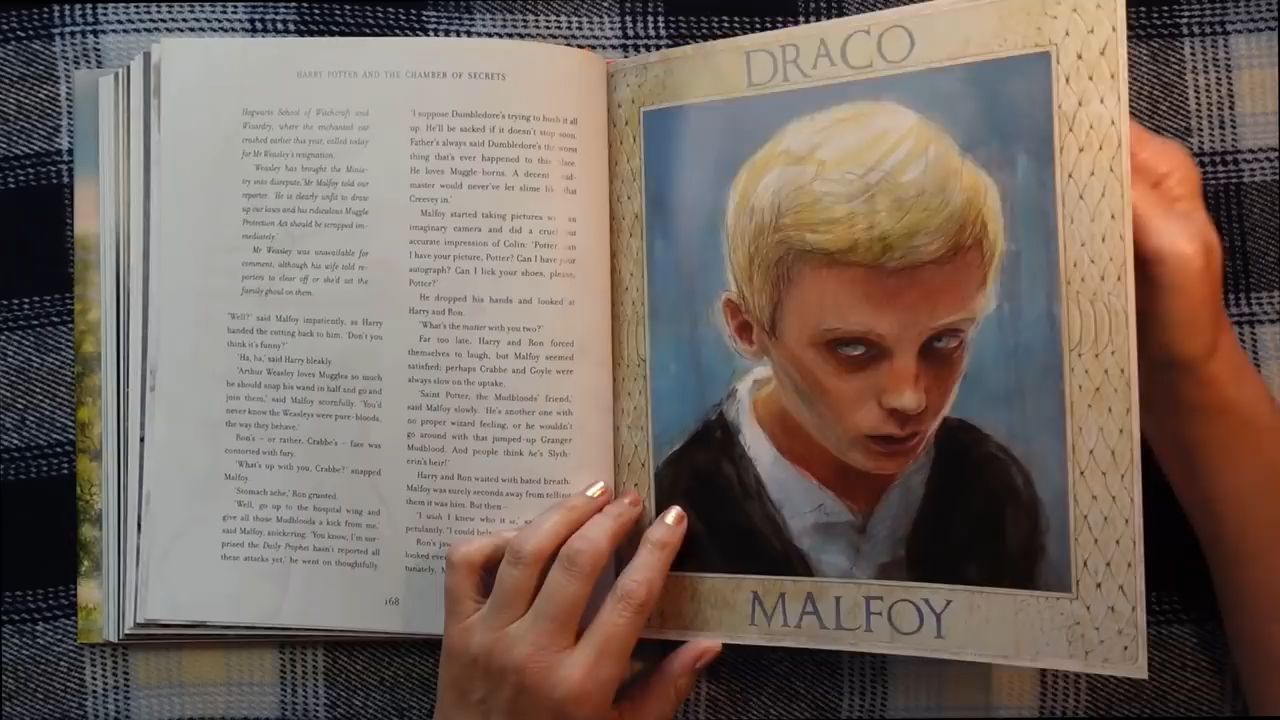 HARRY POTTER AND THE CHAMBER OF SECRETS
Hogwarts School of Witchcraft and
Wizardry, where the enchanted car
crashed earlier this year, called today
for Mr Weasley's resignation.
'Weasley has brought the Minis-
try into disrepute,' Mr Malfoy told our
reporter. 'He is clearly unfit to draw
up our laws and his ridiculous Muggle
Protection Act should be scrapped im-
mediately.'
Mr Weasley was unavailable for
comment, although his wife told re-
porters to clear off or she'd set the
family ghoul on them.
'Well?' said Malfoy impatiently, as Harry
handed the cutting back to him. 'Don't you
think it's funny?'
'Ha, ha,' said Harry bleakly.
'Arthur Weasley loves Muggles so much
he should snap his wand in half and go and
join them,' said Malfoy scornfully. 'You'd
never know the Weasleys were pure-bloods,
the way they behave.'
Ron's – or rather, Crabbe's – face was
contorted with fury.
'What's up with you, Crabbe?' snapped
Malfoy.
'Stomach ache,' Ron grunted.
'Well, go up to the hospital wing and
give all those Mudbloods a kick from me,'
said Malfoy, snickering. 'You know, I'm sur-
prised the Daily Prophet hasn't reported all
these attacks yet,' he went on thoughtfully.
168
'I suppose Dumbledore's trying to hush it all
up. He'll be sacked if it doesn't stop soon.
Father's always said Dumbledore's the worst
thing that's ever happened to this place.
He loves Muggle-borns. A decent
master would never've let slime that
Creevey in.'
Malfoy started taking pictures
imaginary camera and did a cruel but
accurate impression of Colin: 'Potter, can
I have your picture, Potter? Can I have your
autograph? Can I lick your shoes, please,
Potter?'
He dropped his hands and looked at
Harry and Ron.
'What's the matter with you two?'
Far too late, Harry and Ron forced
themselves to laugh, but Malfoy seemed
satisfied; perhaps Crabbe and Goyle were
always slow on the uptake.
'Saint Potter, the Mudbloods' friend,'
said Malfoy slowly. 'He's another one with
no proper wizard feeling, or he wouldn't
go around with that jumped-up Granger
Mudblood. And people think he's Slyth-
erin's heir!'
Harry and Ron waited with bated breath.
Malfoy was surely seconds away from telling
them it was him. But then –
'I wish I knew who it is,'
petulantly. 'I could help
Ron's
looked
tunately,
DRACO
MALFOY